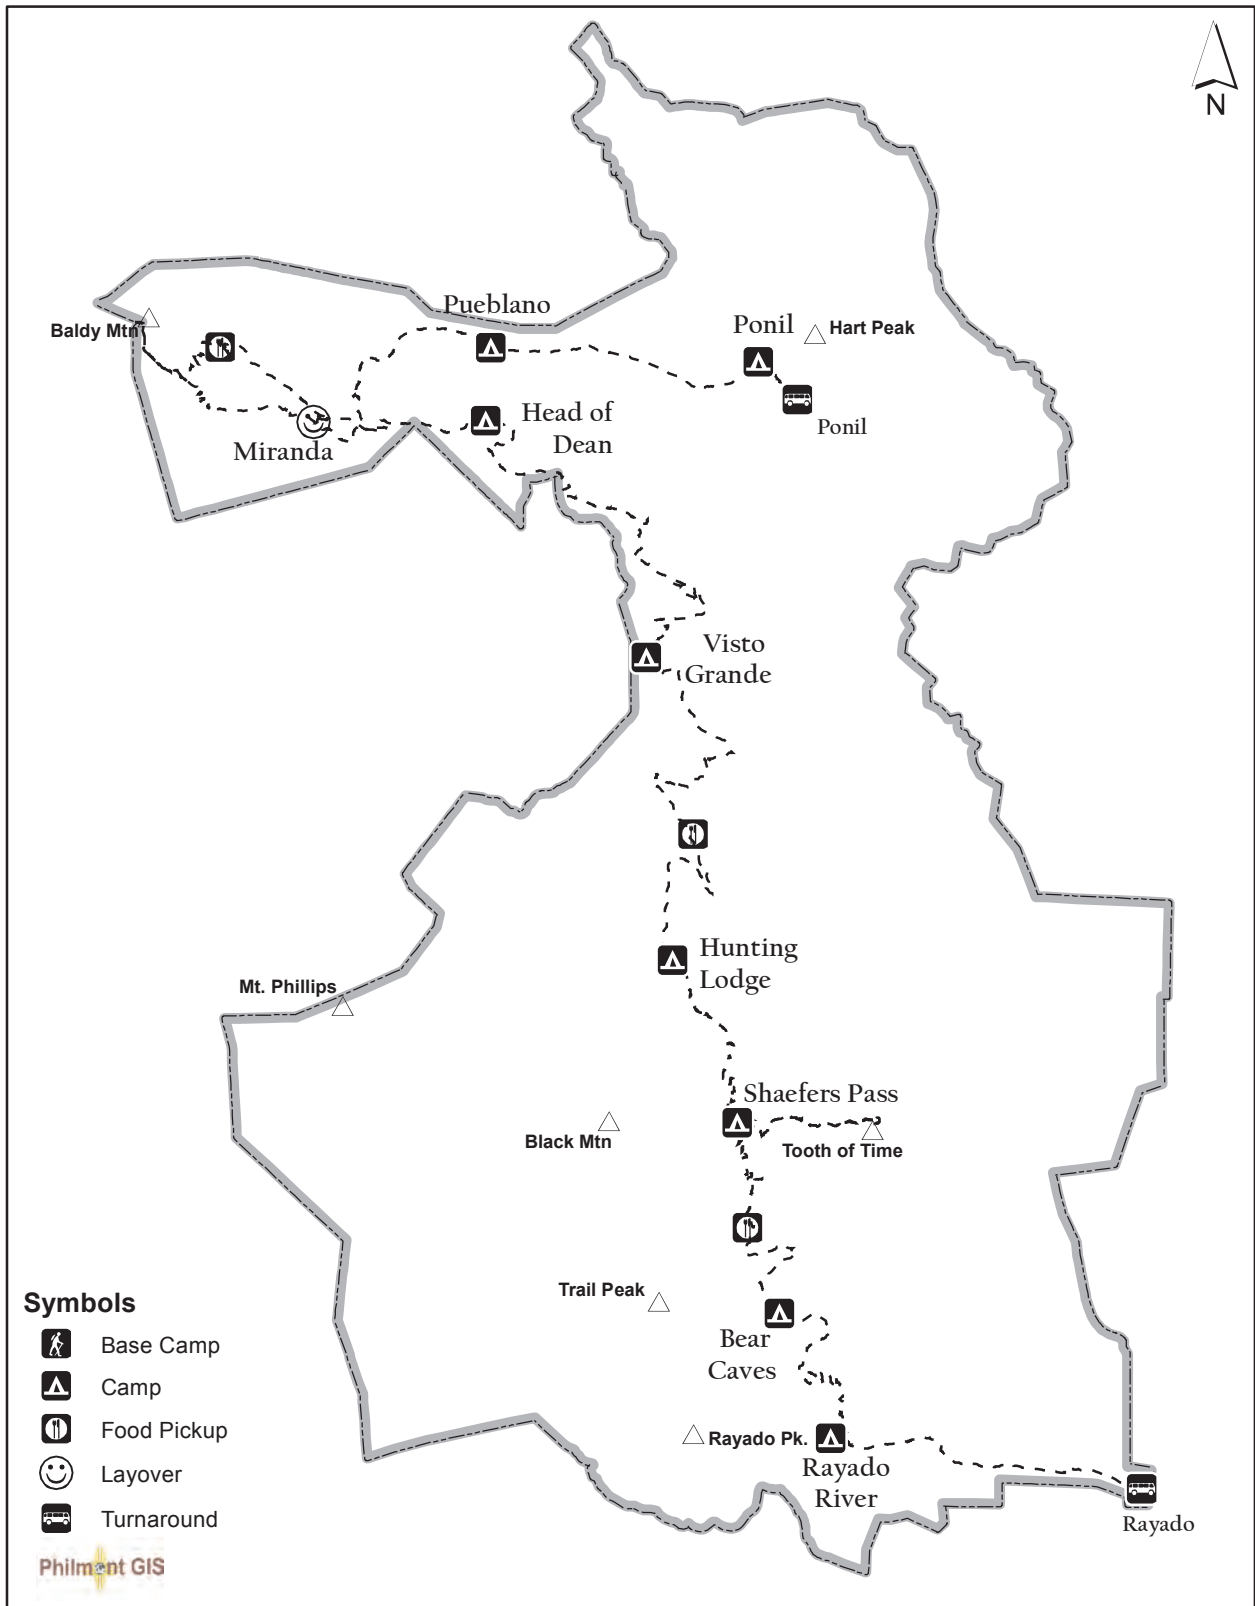 N
Pueblano
Baldy Mtn
Ponil
Hart Peak
Head of
Dean
Ponil
Miranda
Visto
Grande
Hunting
Lodge
Mt. Phillips
Shaefers Pass
Black Mtn
Tooth of Time
Trail Peak
Bear
Caves
Rayado Pk.
Rayado
River
Rayado
Symbols
Base Camp
Camp
Food Pickup
Layover
Turnaround
Philmont GIS